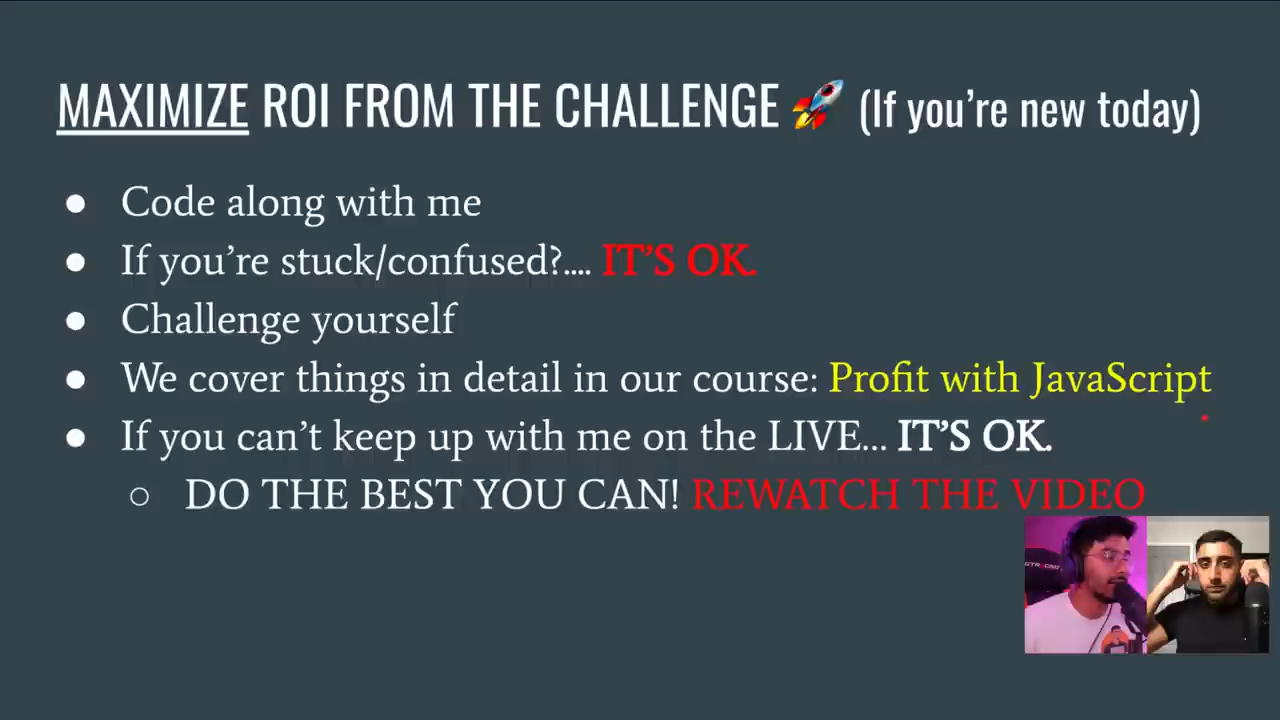 MAXIMIZE ROI FROM THE CHALLENGE 🚀 (If you’re new today)
● Code along with me
● If you’re stuck/confused?.... IT’S OK.
● Challenge yourself
● We cover things in detail in our course: Profit with JavaScript
● If you can’t keep up with me on the LIVE... IT’S OK.
○ DO THE BEST YOU CAN! REWATCH THE VIDEO